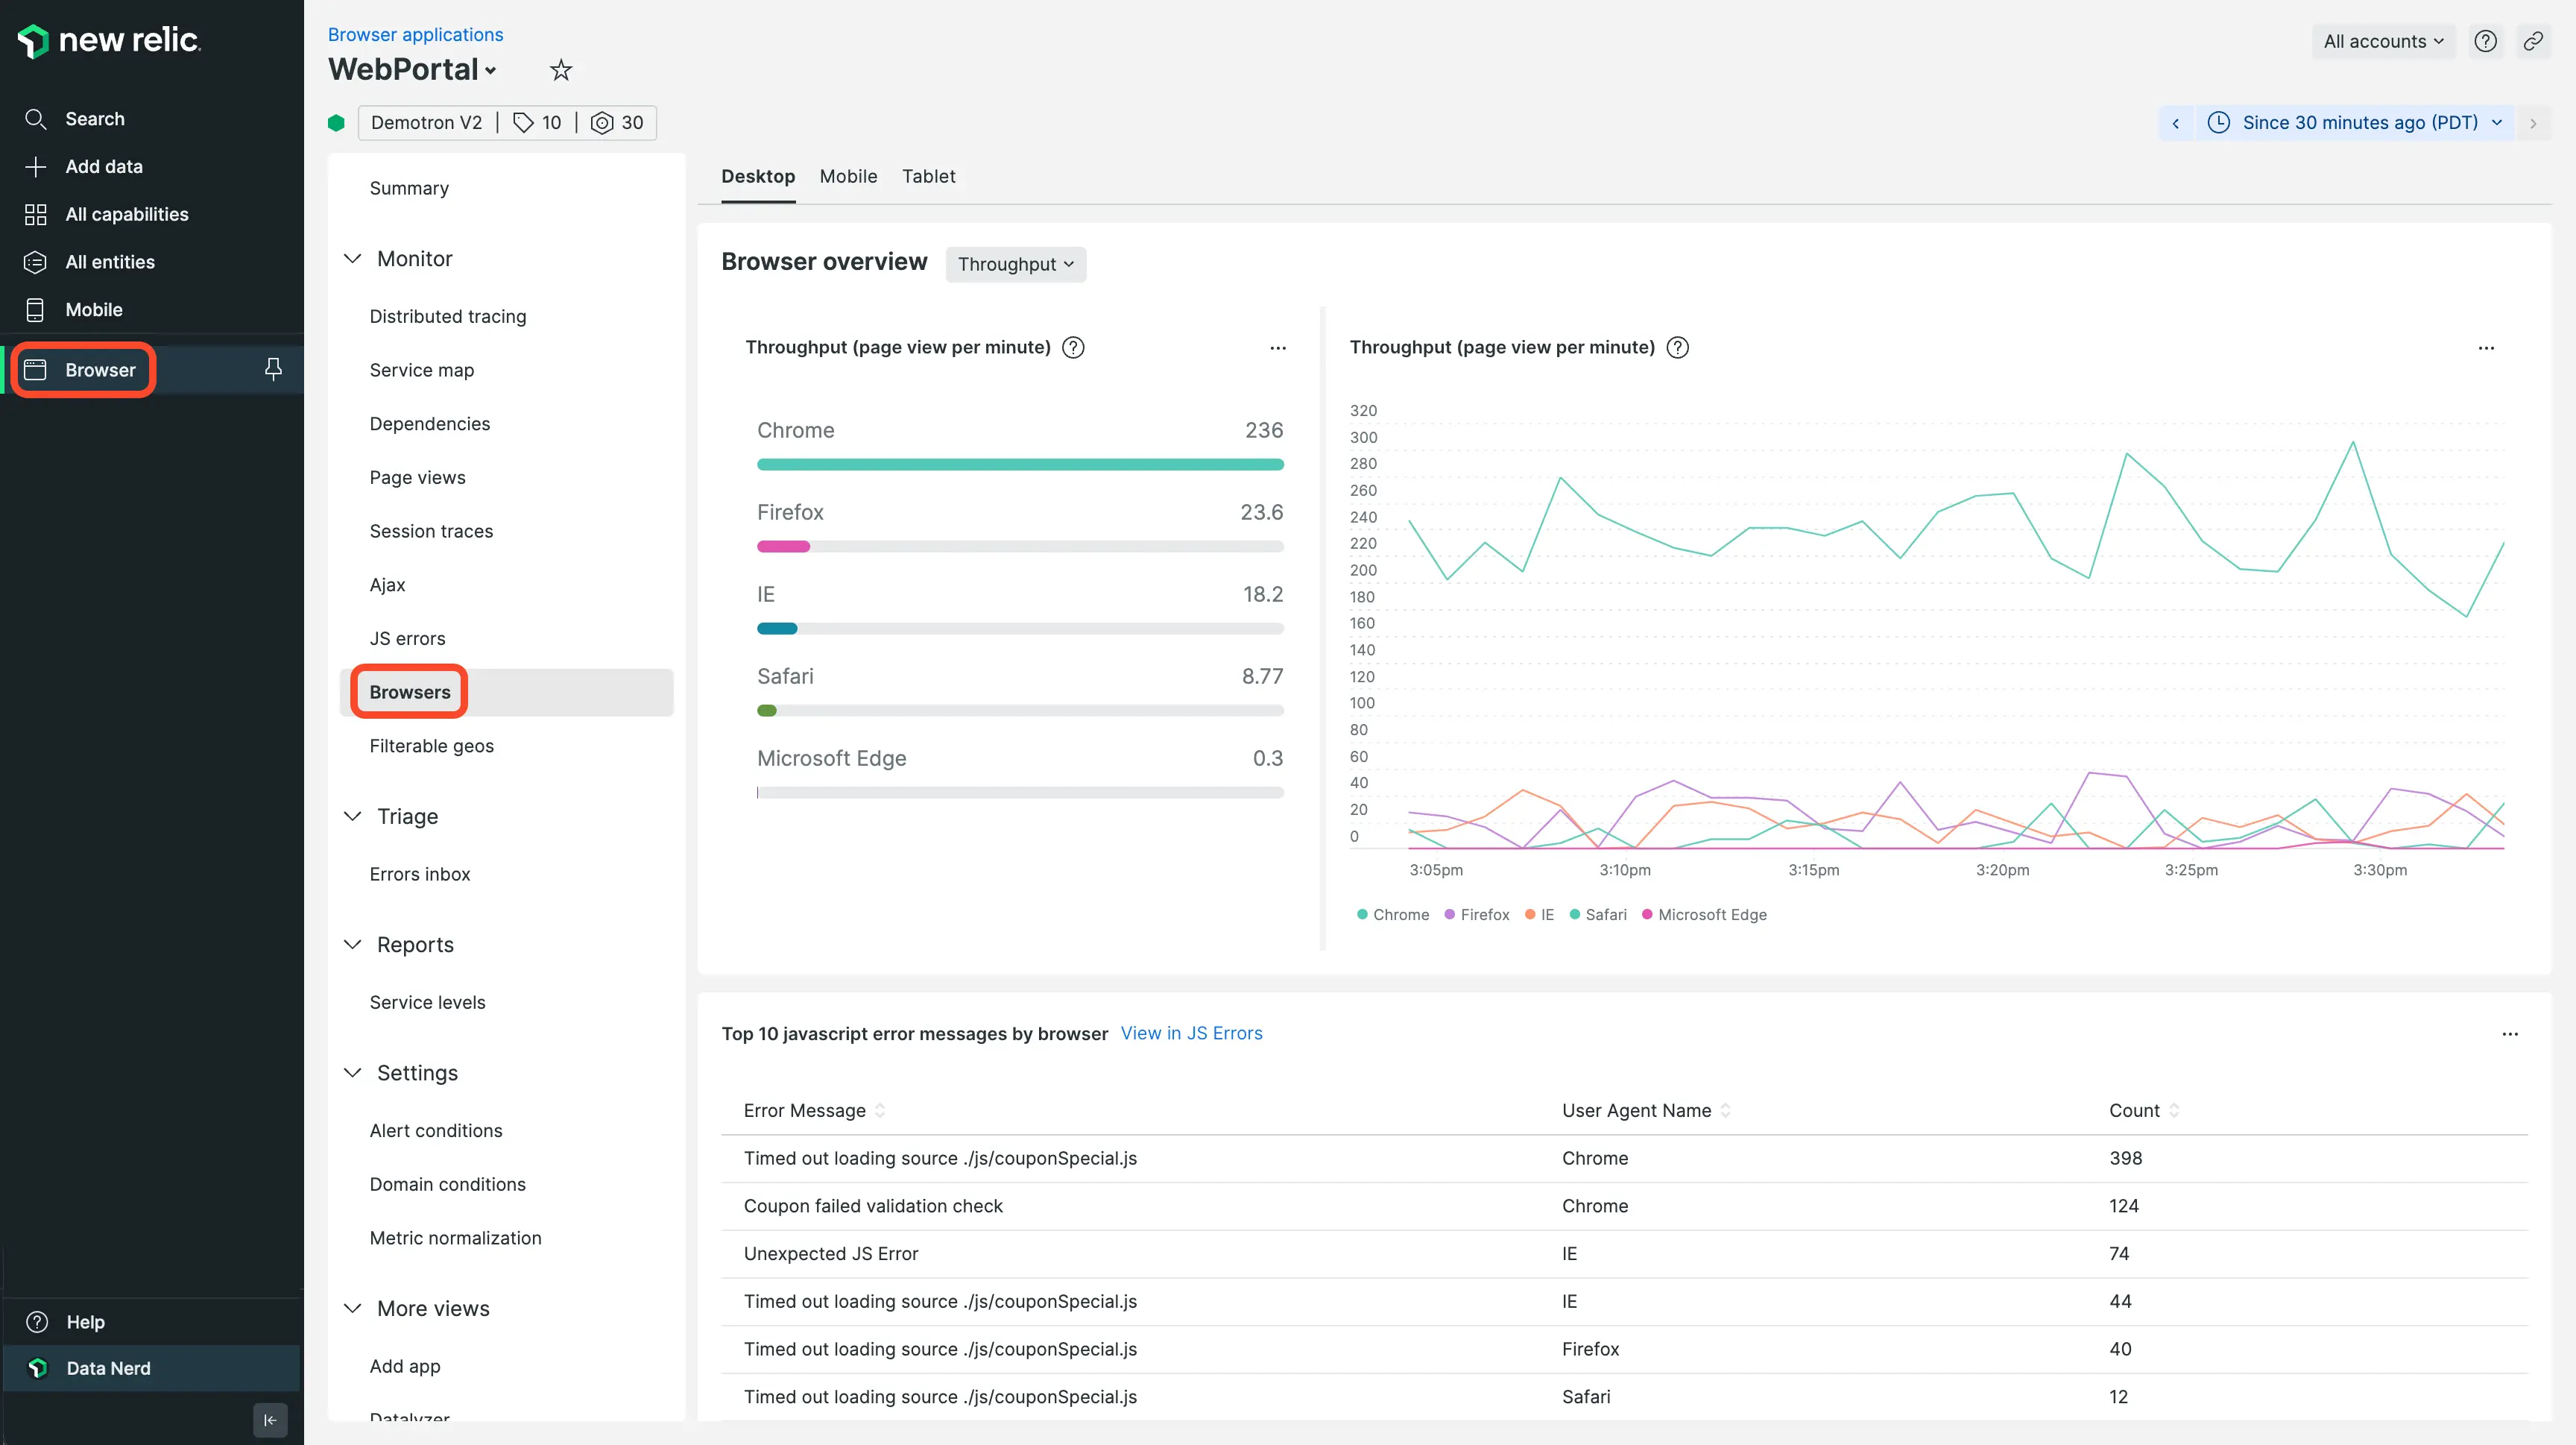 new relic.
Search
Add data
All capabilities
All entities
Mobile
Browser
Help
Data Nerd
Browser applications
WebPortal
All accounts
Demotron V2 | 10 | 30
Since 30 minutes ago (PDT)
Summary
Monitor
Distributed tracing
Service map
Dependencies
Page views
Session traces
Ajax
JS errors
Browsers
Filterable geos
Triage
Errors inbox
Reports
Service levels
Settings
Alert conditions
Domain conditions
Metric normalization
More views
Add app
Datalyzer
Desktop Mobile Tablet
Browser overview Throughput
Throughput (page view per minute)
Chrome 236
Firefox 23.6
IE 18.2
Safari 8.77
Microsoft Edge 0.3
Throughput (page view per minute)
320
300
280
260
240
220
200
180
160
140
120
100
80
60
40
20
0
3:05pm 3:10pm 3:15pm 3:20pm 3:25pm 3:30pm
Chrome Firefox IE Safari Microsoft Edge
Top 10 javascript error messages by browser View in JS Errors
Error Message User Agent Name Count
Timed out loading source ./js/couponSpecial.js Chrome 398
Coupon failed validation check Chrome 124
Unexpected JS Error IE 74
Timed out loading source ./js/couponSpecial.js IE 44
Timed out loading source ./js/couponSpecial.js Firefox 40
Timed out loading source ./js/couponSpecial.js Safari 12